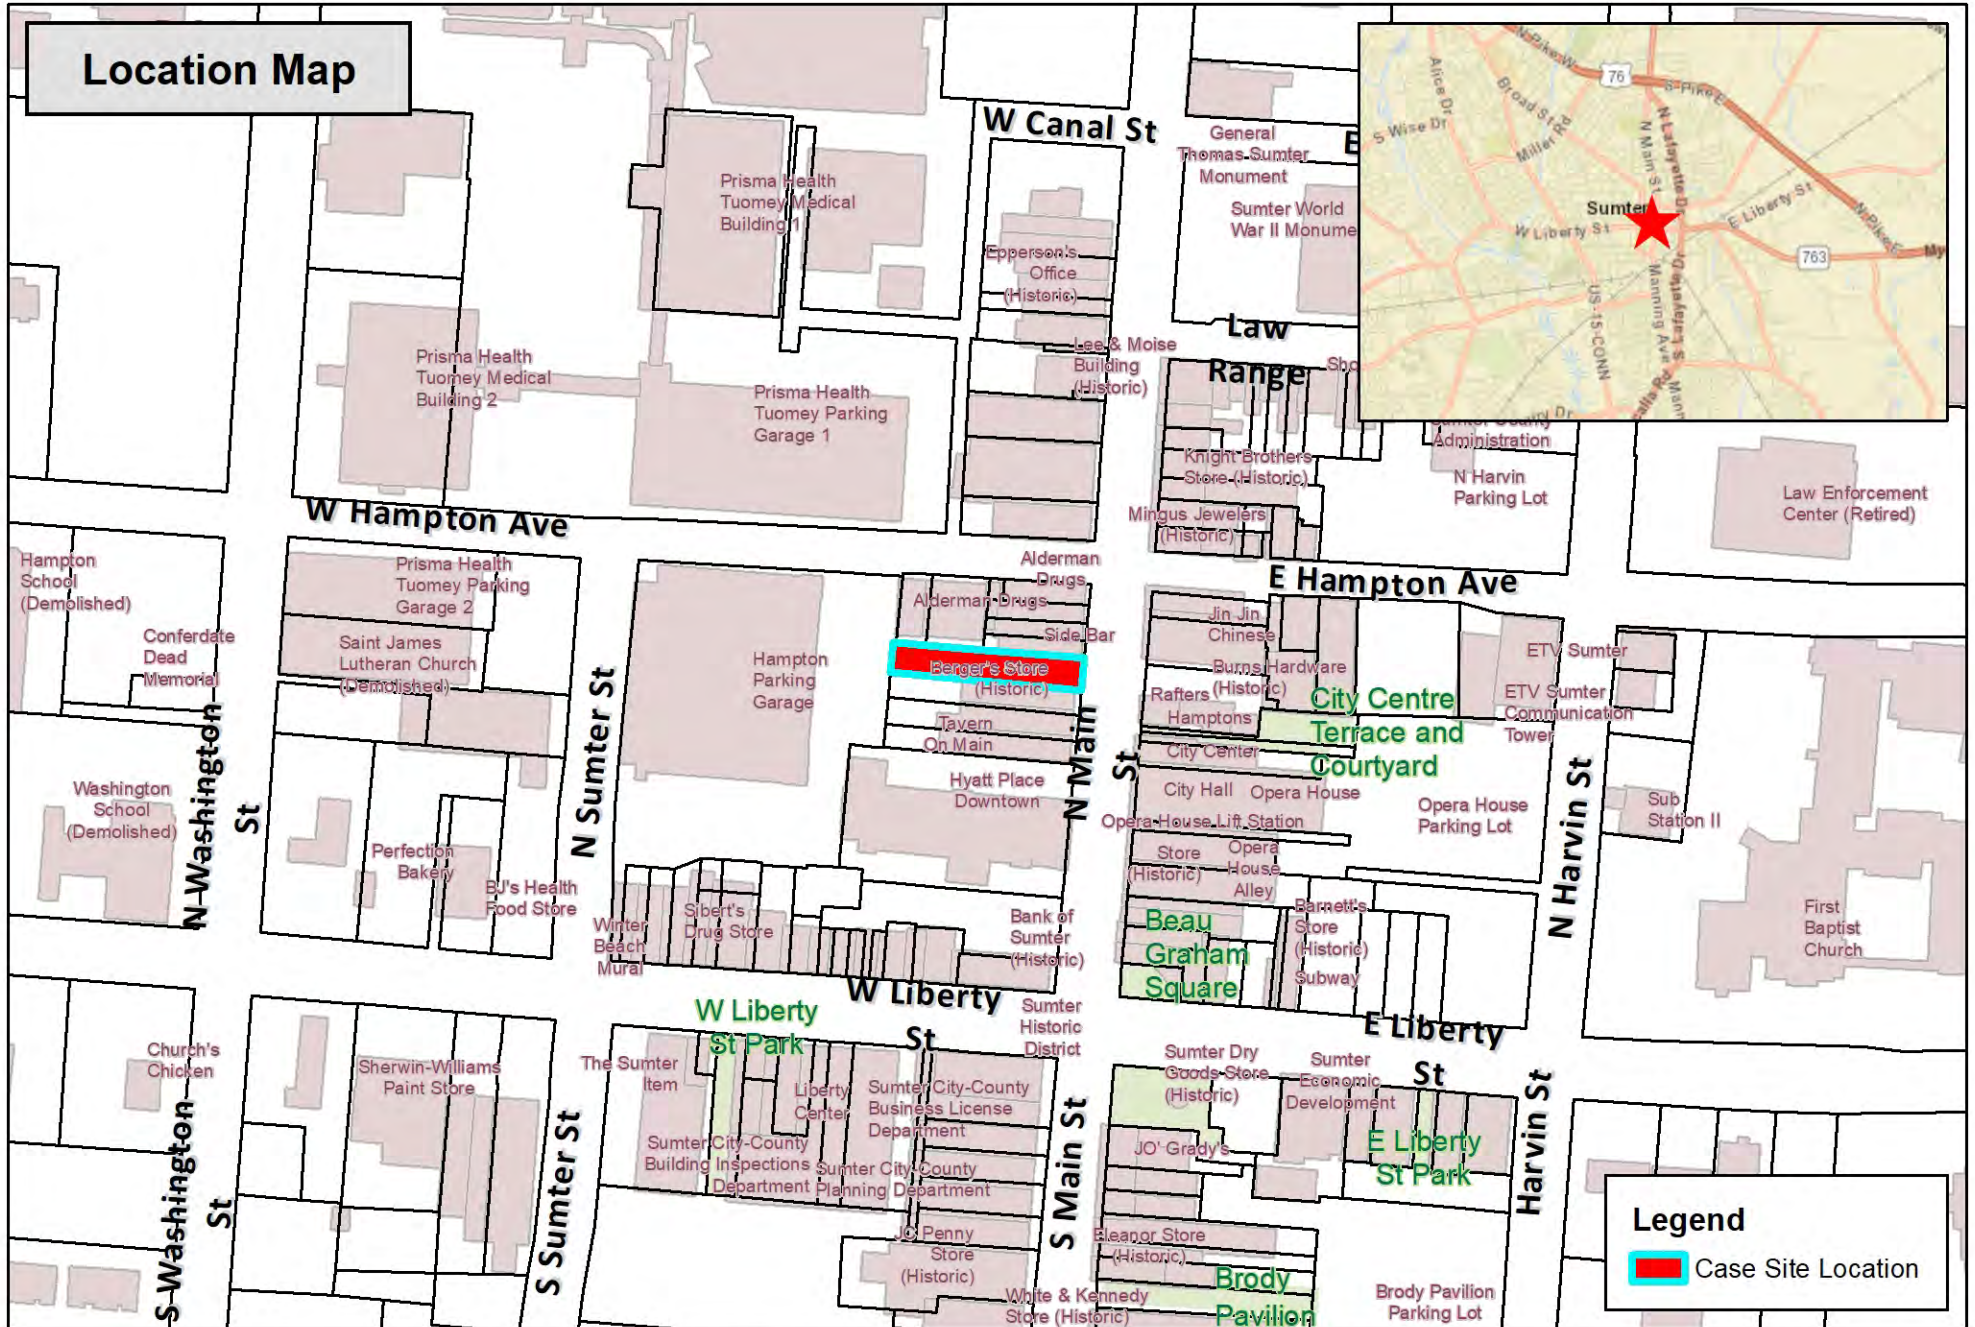 Location Map
W Canal St
General
Thomas Sumter
Monument
Sumter World
War II Monume
Prisma Health
Tuomey Medical
Building 1
Epperson's
Office
(Historic)
Law
Range
Lee & Moise
Building
(Historic)
Prisma Health
Tuomey Medical
Building 2
Prisma Health
Tuomey Parking
Garage 1
Knight Brothers
Store (Historic)
Administration
N Harvin
Parking Lot
Law Enforcement
Center (Retired)
Mingus Jewelers
(Historic)
W Hampton Ave
E Hampton Ave
Hampton
School
(Demolished)
Conferdate
Dead
Memorial
Prisma Health
Tuomey Parking
Garage 2
Saint James
Lutheran Church
(Demolished)
Alderman
Drugs
Alderman Drugs
Side Bar
Berger's Store
(Historic)
Hampton
Parking
Garage
Tavern
On Main
Hyatt Place
Downtown
Jin Jin
Chinese
Burns Hardware
(Historic)
Rafters
Hamptons
City Center
City Centre
Terrace and
Courtyard
ETV Sumter
ETV Sumter
Communication
Tower
City Hall
Opera House
Opera House Lift Station
Opera House
Parking Lot
Sub
Station II
Store
(Historic)
Opera
House
Alley
N Washington
St
N Sumter St
N Main
St
N Harvin St
Washington
School
(Demolished)
Perfection
Bakery
BJ's Health
Food Store
Winter
Beach
Mural
Sibert's
Drug Store
Bank of
Sumter
(Historic)
Beau
Graham
Square
Barnett's
Store
(Historic)
Subway
First
Baptist
Church
W Liberty
St
E Liberty
St
W Liberty
St Park
Sumter
Historic
District
Church's
Chicken
Sherwin-Williams
Paint Store
The Sumter
Item
Liberty
Center
Sumter City-County
Business License
Department
Sumter City-County
Building Inspections
Department
Sumter City-County
Planning Department
Sumter Dry
Goods Store
(Historic)
Sumter
Economic
Development
JO' Grady's
E Liberty
St Park
S Washington
St
S Sumter St
S Main St
Harvin St
JC Penny
Store
(Historic)
Eleanor Store
(Historic)
White & Kennedy
Store (Historic)
Brody
Pavilion
Brody Pavilion
Parking Lot
Legend
Case Site Location
N Pike W
76
S Pike E
Alice Dr
Broad St
S Wise Dr
Miller Rd
N Main St
N Lafayette Dr
Sumter
W Liberty St
E Liberty St
N Pike E
763
My
Manning Ave
US-15-CONN